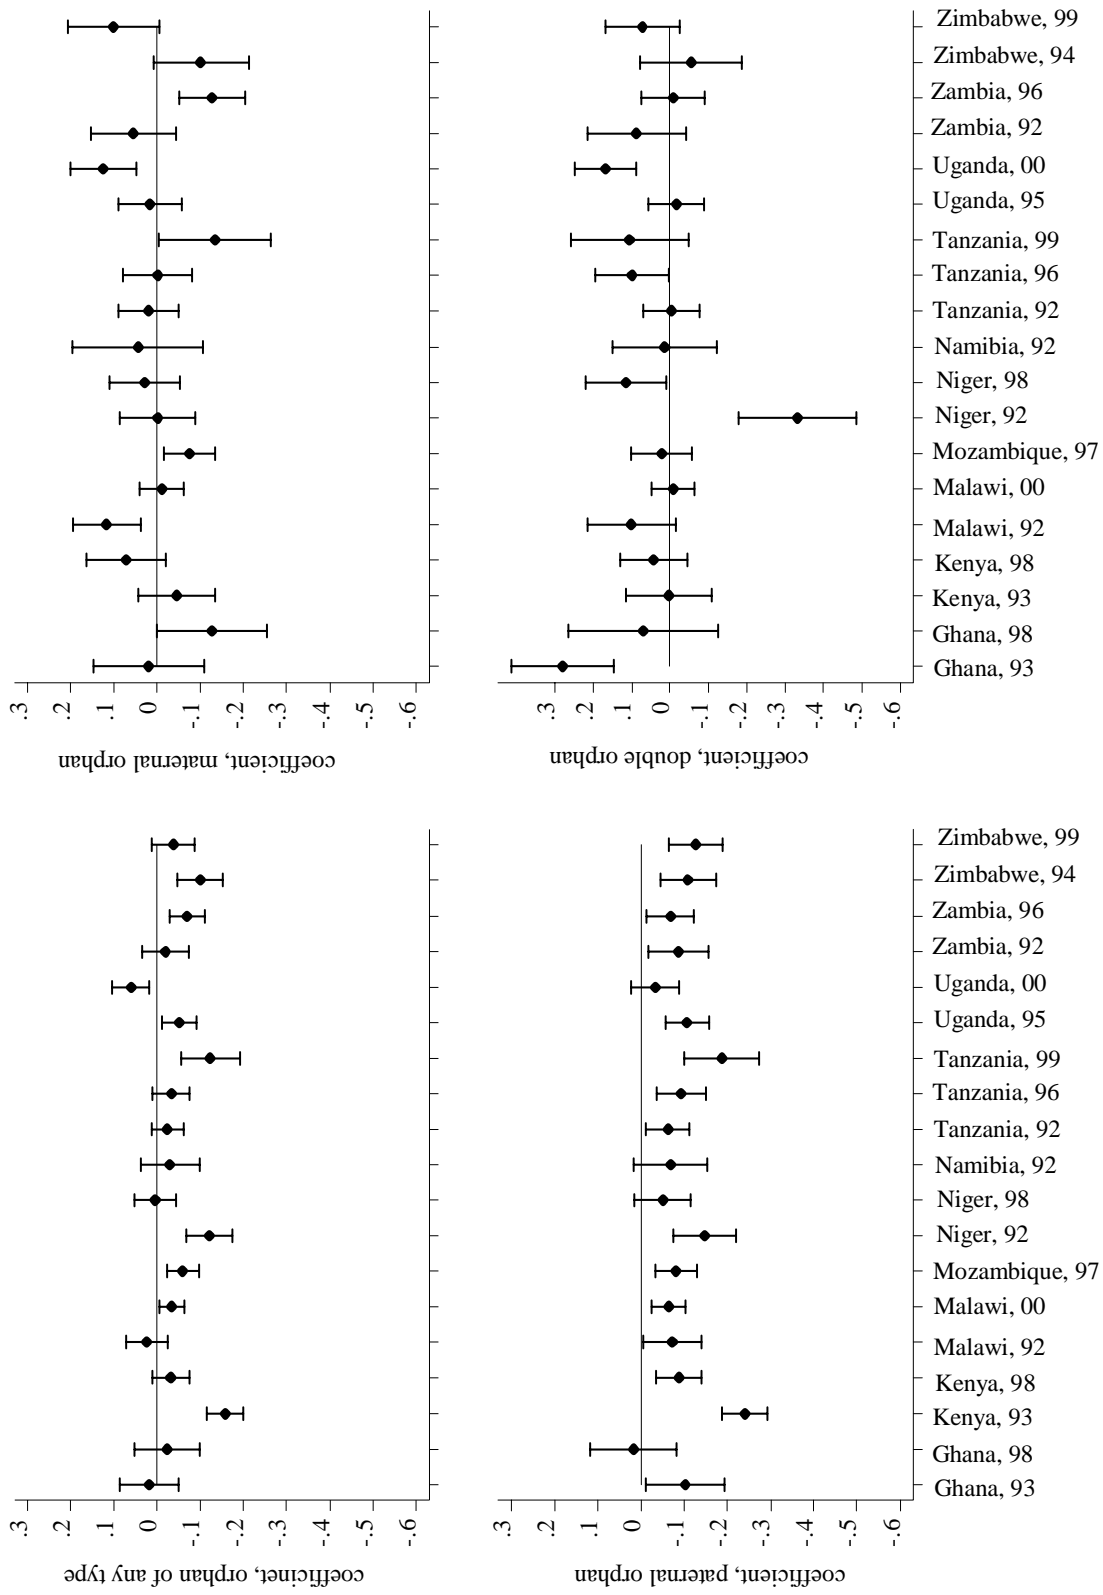 .3 .2 .1 0 -.1 -.2 -.3 -.4 -.5 -.6
coefficient, maternal orphan
.3 .2 .1 0 -.1 -.2 -.3 -.4 -.5 -.6
coefficient, double orphan
Zimbabwe, 99
Zimbabwe, 94
Zambia, 96
Zambia, 92
Uganda, 00
Uganda, 95
Tanzania, 99
Tanzania, 96
Tanzania, 92
Namibia, 92
Niger, 98
Niger, 92
Mozambique, 97
Malawi, 00
Malawi, 92
Kenya, 98
Kenya, 93
Ghana, 98
Ghana, 93
.3 .2 .1 0 -.1 -.2 -.3 -.4 -.5 -.6
coefficinet, orphan of any type
.3 .2 .1 0 -.1 -.2 -.3 -.4 -.5 -.6
coefficient, paternal orphan
Zimbabwe, 99
Zimbabwe, 94
Zambia, 96
Zambia, 92
Uganda, 00
Uganda, 95
Tanzania, 99
Tanzania, 96
Tanzania, 92
Namibia, 92
Niger, 98
Niger, 92
Mozambique, 97
Malawi, 00
Malawi, 92
Kenya, 98
Kenya, 93
Ghana, 98
Ghana, 93